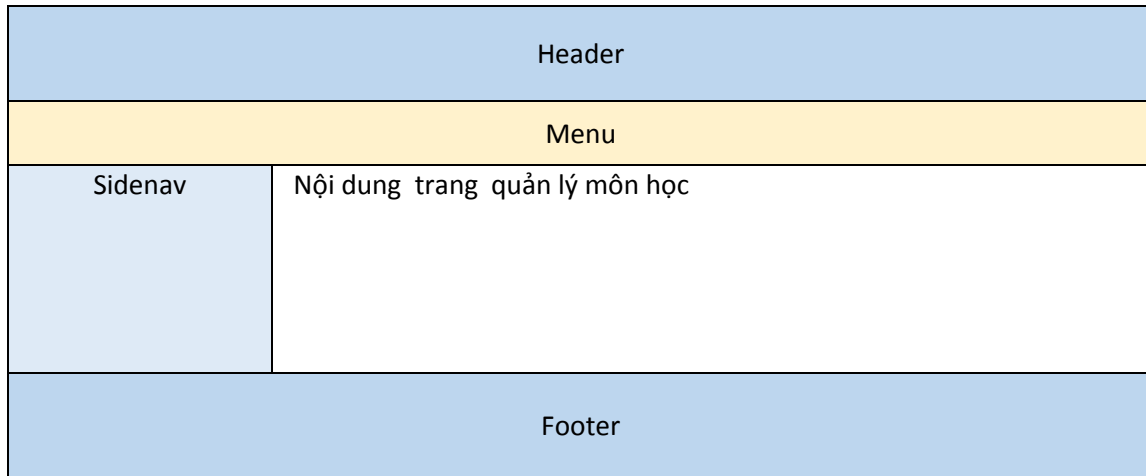 Header
Menu
Sidenav
Nội dung trang quản lý môn học
Footer